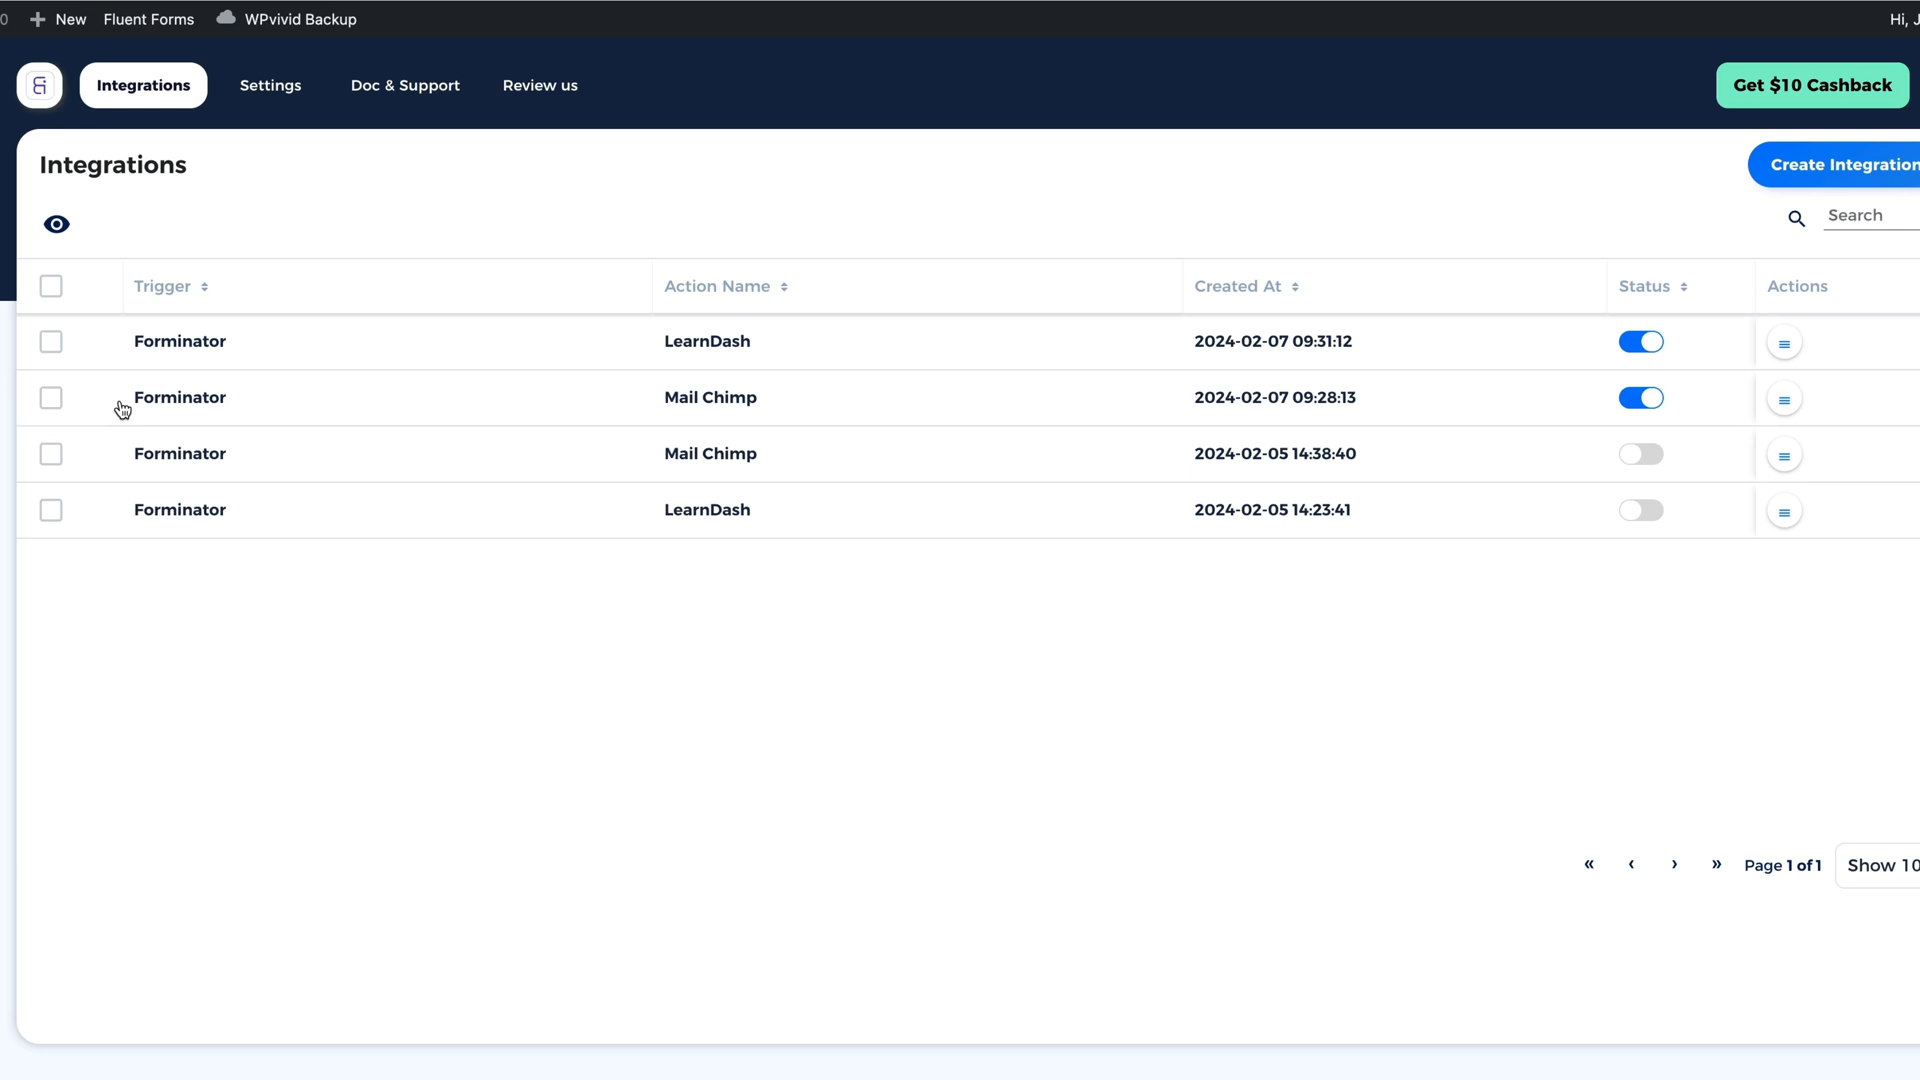 0 New Fluent Forms WPvivid Backup Hi, J
Integrations Settings Doc & Support Review us Get $10 Cashback
Integrations Create Integration
Search
Trigger Action Name Created At Status Actions
Forminator LearnDash 2024-02-07 09:31:12
Forminator Mail Chimp 2024-02-07 09:28:13
Forminator Mail Chimp 2024-02-05 14:38:40
Forminator LearnDash 2024-02-05 14:23:41
« ‹ › » Page 1 of 1 Show 10